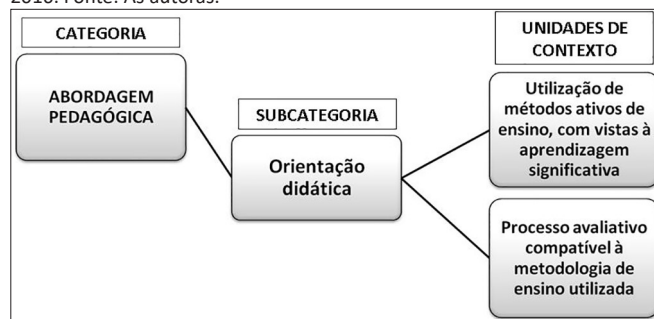 2016. Fonte: As autoras.
CATEGORIA
ABORDAGEM
PEDAGÓGICA
SUBCATEGORIA
Orientação
didática
UNIDADES DE
CONTEXTO
Utilização de
métodos ativos de
ensino, com vistas à
aprendizagem
significativa
Processo avaliativo
compatível à
metodologia de
ensino utilizada